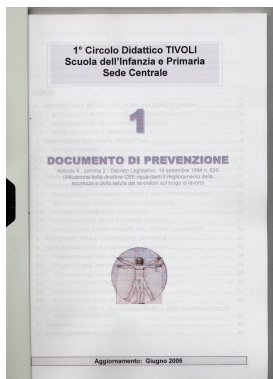 1° Circolo Didattico TIVOLI
Scuola dell'Infanzia e Primaria
Sede Centrale
1
DOCUMENTO DI PREVENZIONE
Articolo 4, comma 2 - Decreto Legislativo 19 settembre 1994 n. 626
(Attuazione delle direttive CEE riguardanti il miglioramento della
sicurezza e della salute dei lavoratori sul luogo di lavoro)
Aggiornamento: Giugno 2005